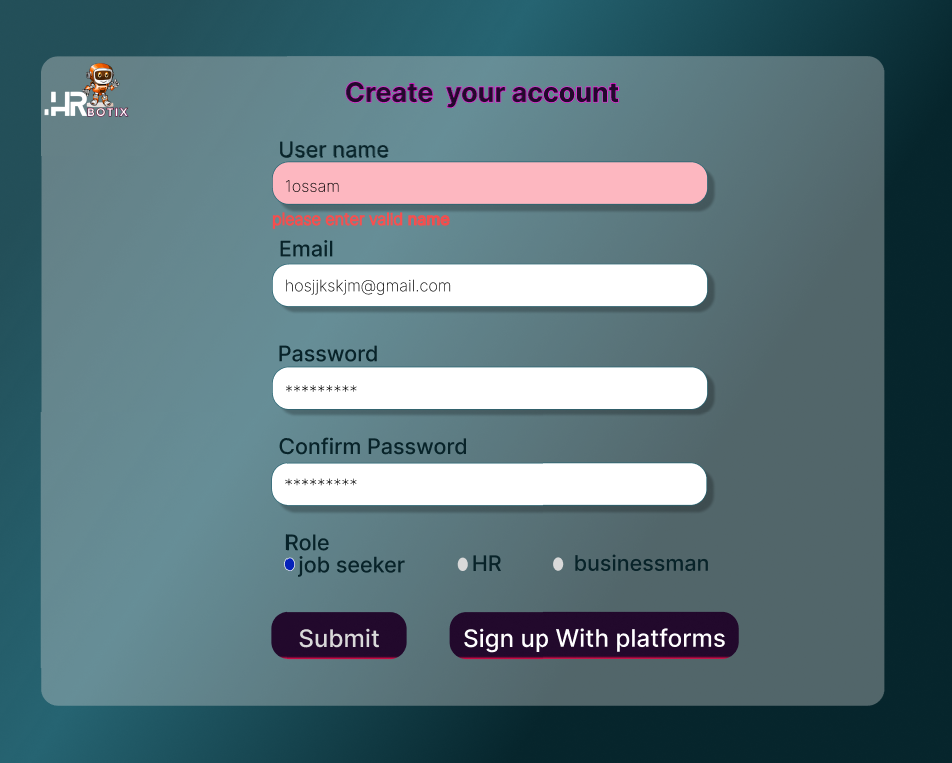 .HR
BOTIX
Create your account
User name
1ossam
please enter valid name
Email
hosjjkskjm@gmail.com
Password
*********
Confirm Password
*********
Role
job seeker HR businessman
Submit Sign up With platforms